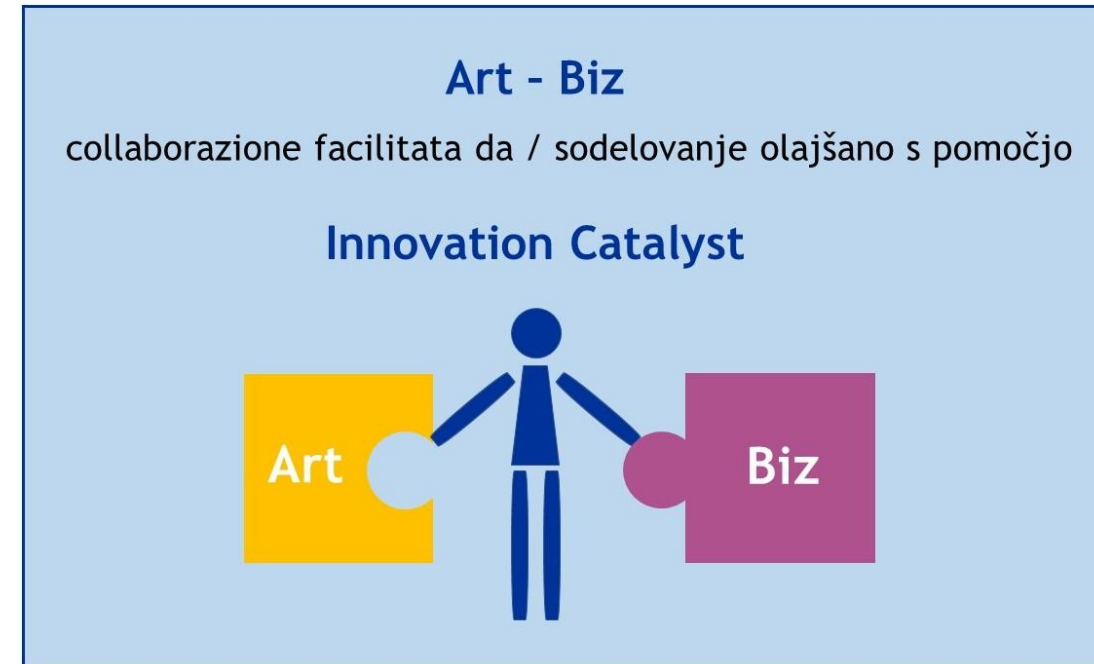 Art – Biz
collaborazione facilitata da / sodelovanje olajšano s pomočjo
Innovation Catalyst
Art
Biz